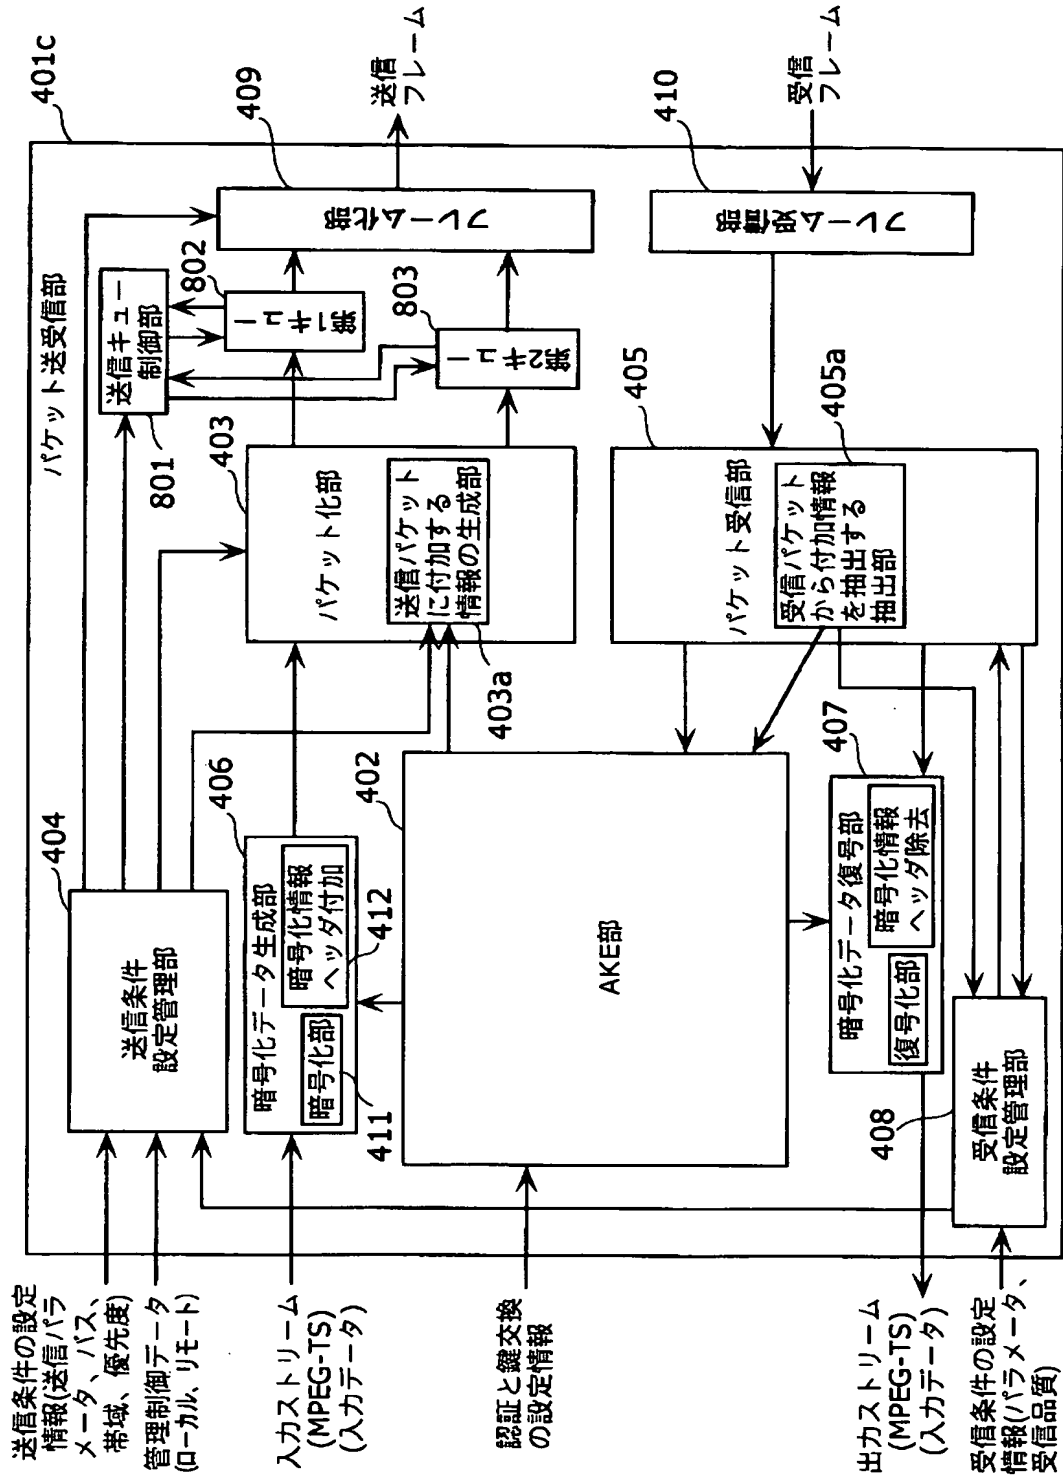 401c
パケット送受信部
送信条件の設定
情報(送信パラ
メータ、パス、
帯域、優先度)
管理制御データ
(ローカル、リモート)
404
送信条件
設定管理部
801
送信キュー
制御部
802
第1キュー
803
第2キュー
409
フレーム化部
送信
フレーム
入力ストリーム
(MPEG-TS)
(入力データ)
406
暗号化データ生成部
暗号化部
411
暗号化情報
ヘッダ付加
412
403
パケット化部
送信パケット
に付加する
情報の生成部
403a
認証と鍵交換
の設定情報
402
AKE部
405
パケット受信部
405a
受信パケット
から付加情報
を抽出する
抽出部
410
受信
フレーム
出力ストリーム
(MPEG-TS)
(入力データ)
407
暗号化データ復号部
復号化部
暗号化情報
ヘッダ除去
受信条件の設定
情報(パラメータ、
受信品質)
408
受信条件
設定管理部